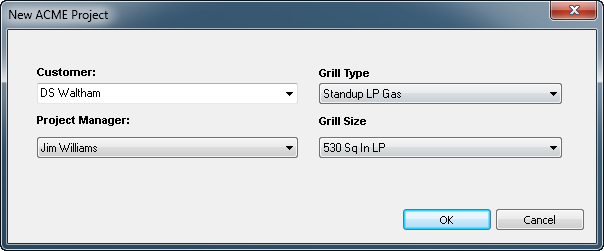 New ACME Project
Customer:
DS Waltham
Grill Type
Standup LP Gas
Project Manager:
Jim Williams
Grill Size
530 Sq In LP
OK
Cancel